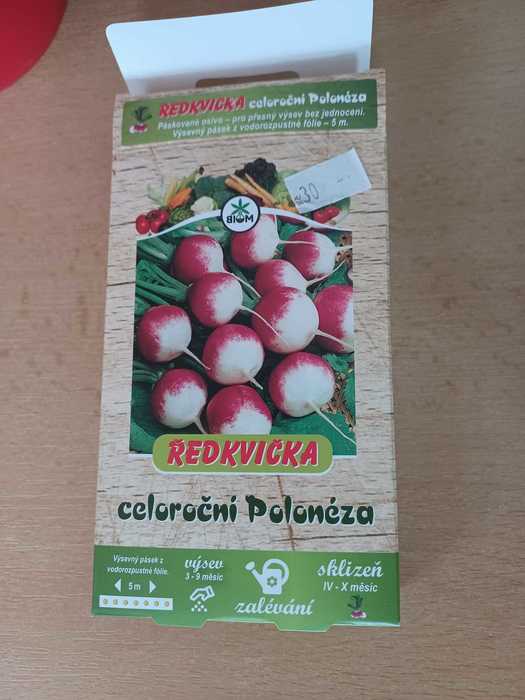 ŘEDKVIČKA celoroční Polonéza
Páskované osivo – pro přesný výsev bez jednocení.
Výsevný pásek z vodorozpustné fólie – 5 m.
30
BIOM
ŘEDKVIČKA
celoroční Polonéza
Výsevný pásek z
vodorozpustné fólie.
5 m
výsev
3 - 9 měsíc
zalévání
sklizeň
IV - X měsíc